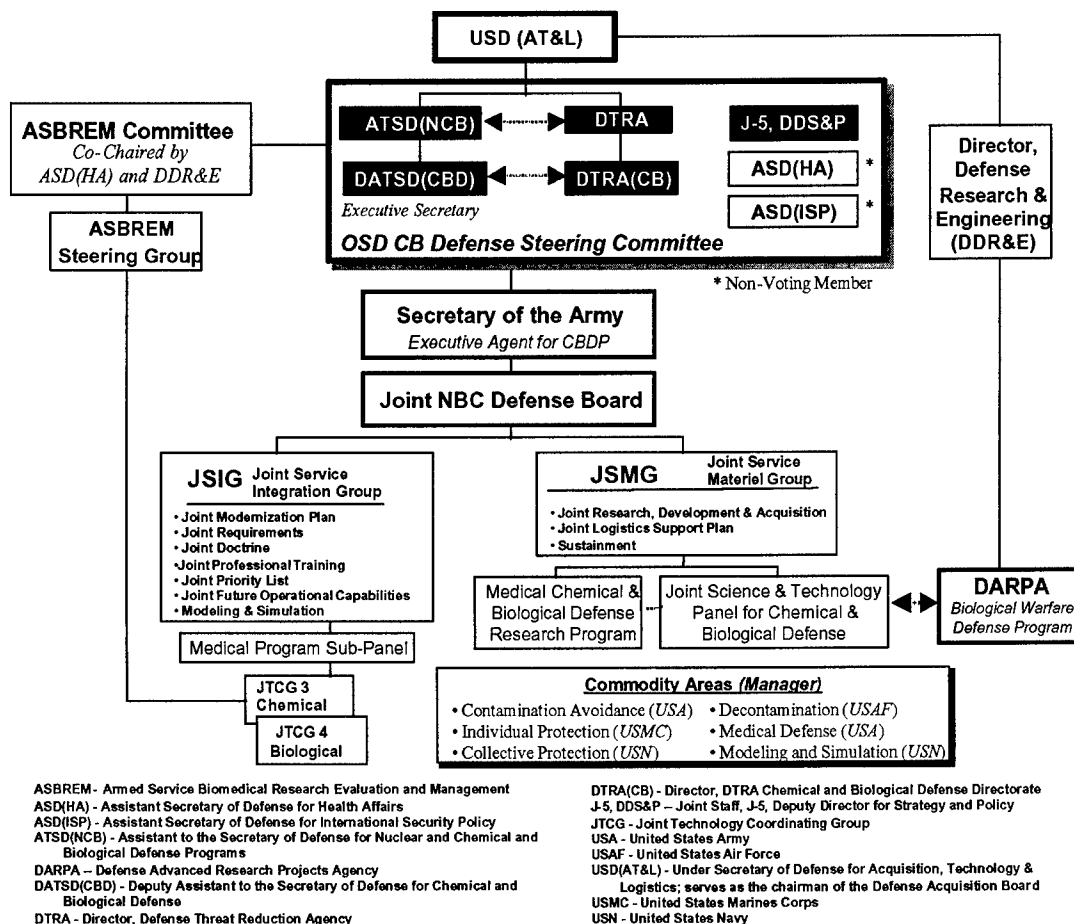 USD (AT&L)
ASBREM Committee
Co-Chaired by
ASD(HA) and DDR&E
ASBREM
Steering Group
ATSD(NCB)
DTRA
J-5, DDS&P
DATSD(CBD)
DTRA(CB)
ASD(HA) *
ASD(ISP) *
Executive Secretary
OSD CB Defense Steering Committee
* Non-Voting Member
Director,
Defense
Research &
Engineering
(DDR&E)
Secretary of the Army
Executive Agent for CBDP
Joint NBC Defense Board
JSIG Joint Service
Integration Group
• Joint Modernization Plan
• Joint Requirements
• Joint Doctrine
•Joint Professional Training
• Joint Priority List
• Joint Future Operational Capabilities
• Modeling & Simulation
Medical Program Sub-Panel
JTCG 3
Chemical
JTCG 4
Biological
JSMG Joint Service
Materiel Group
• Joint Research, Development & Acquisition
• Joint Logistics Support Plan
• Sustainment
Medical Chemical &
Biological Defense
Research Program
Joint Science & Technology
Panel for Chemical &
Biological Defense
DARPA
Biological Warfare
Defense Program
Commodity Areas (Manager)
• Contamination Avoidance (USA)
• Individual Protection (USMC)
• Collective Protection (USN)
• Decontamination (USAF)
• Medical Defense (USA)
• Modeling and Simulation (USN)
ASBREM- Armed Service Biomedical Research Evaluation and Management
ASD(HA) - Assistant Secretary of Defense for Health Affairs
ASD(ISP) - Assistant Secretary of Defense for International Security Policy
ATSD(NCB) - Assistant to the Secretary of Defense for Nuclear and Chemical and
Biological Defense Programs
DARPA – Defense Advanced Research Projects Agency
DATSD(CBD) - Deputy Assistant to the Secretary of Defense for Chemical and
Biological Defense
DTRA - Director, Defense Threat Reduction Agency
DTRA(CB) - Director, DTRA Chemical and Biological Defense Directorate
J-5, DDS&P – Joint Staff, J-5, Deputy Director for Strategy and Policy
JTCG - Joint Technology Coordinating Group
USA - United States Army
USAF - United States Air Force
USD(AT&L) - Under Secretary of Defense for Acquisition, Technology &
Logistics; serves as the chairman of the Defense Acquisition Board
USMC - United States Marines Corps
USN - United States Navy